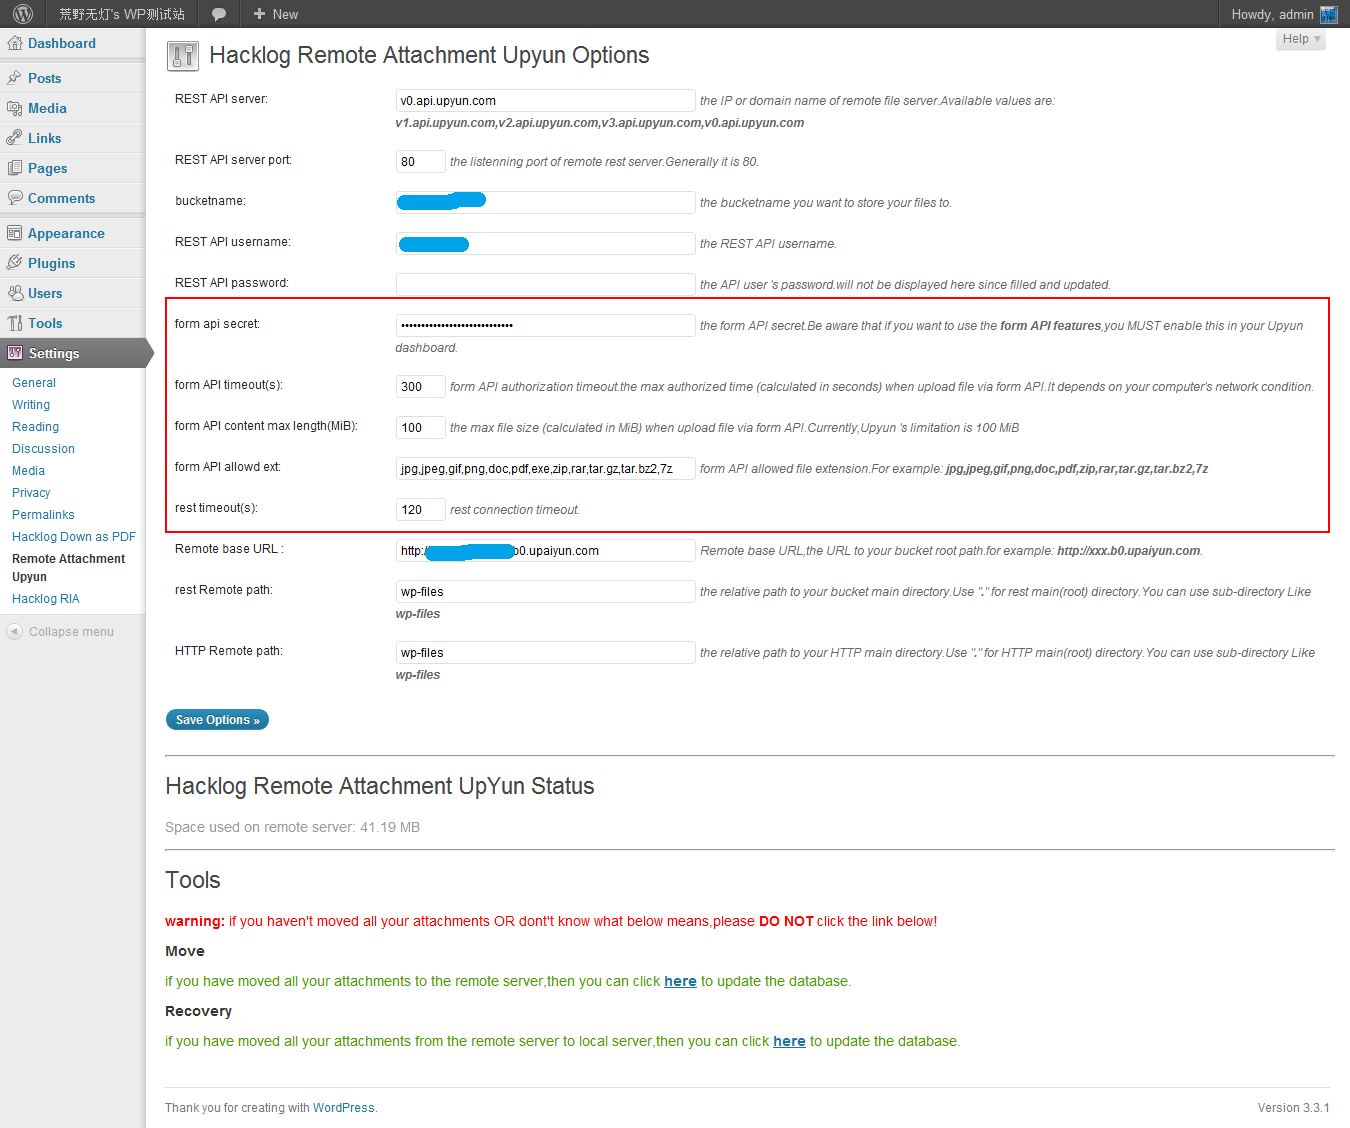 荒野无灯's WP测试站
New
Howdy, admin
Help
Dashboard
Posts
Media
Links
Pages
Comments
Appearance
Plugins
Users
Tools
Settings
General
Writing
Reading
Discussion
Media
Privacy
Permalinks
Hacklog Down as PDF
Remote Attachment
Upyun
Hacklog RIA
Collapse menu
Hacklog Remote Attachment Upyun Options
REST API server: v0.api.upyun.com the IP or domain name of remote file server.Available values are:
v1.api.upyun.com,v2.api.upyun.com,v3.api.upyun.com,v0.api.upyun.com
REST API server port: 80 the listenning port of remote rest server.Generally it is 80.
bucketname: the bucketname you want to store your files to.
REST API username: the REST API username.
REST API password: the API user 's password.will not be displayed here since filled and updated.
form api secret: the form API secret.Be aware that if you want to use the form API features,you MUST enable this in your Upyun
dashboard.
form API timeout(s): 300 form API authorization timeout.the max authorized time (calculated in seconds) when upload file via form API.It depends on your computer's network condition.
form API content max length(MiB): 100 the max file size (calculated in MiB) when upload file via form API.Currently,Upyun 's limitation is 100 MiB
form API allowd ext: jpg,jpeg,gif,png,doc,pdf,exe,zip,rar,tar.gz,tar.bz2,7z form API allowed file extension.For example: jpg,jpeg,gif,png,doc,pdf,zip,rar,tar.gz,tar.bz2,7z
rest timeout(s): 120 rest connection timeout.
Remote base URL : http:/ b0.upaiyun.com Remote base URL,the URL to your bucket root path.for example: http://xxx.b0.upaiyun.com.
rest Remote path: wp-files the relative path to your bucket main directory.Use "." for rest main(root) directory.You can use sub-directory Like
wp-files
HTTP Remote path: wp-files the relative path to your HTTP main directory.Use "." for HTTP main(root) directory.You can use sub-directory Like
wp-files
Save Options »
Hacklog Remote Attachment UpYun Status
Space used on remote server: 41.19 MB
Tools
warning: if you haven't moved all your attachments OR dont't know what below means,please DO NOT click the link below!
Move
if you have moved all your attachments to the remote server,then you can click here to update the database.
Recovery
if you have moved all your attachments from the remote server to local server,then you can click here to update the database.
Thank you for creating with WordPress.
Version 3.3.1